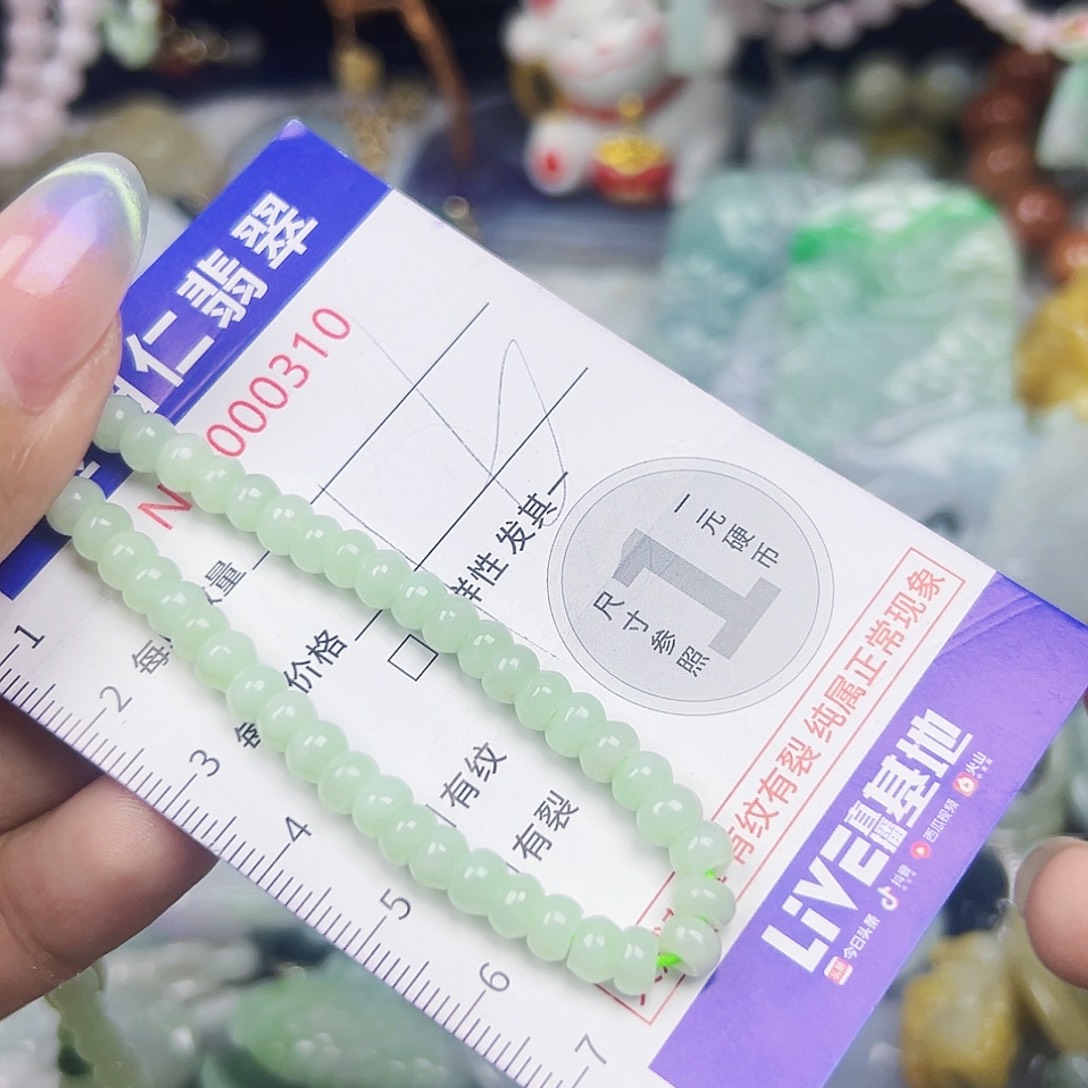 仁翡翠
000310
量
价格
样性发其
有纹
有裂
一元硬币
1
尺寸参照
有纹有裂 纯属正常现象
LiVE直播基地
今日头条
抖音
西瓜视频
火山
1 2 3 4 5 6 7